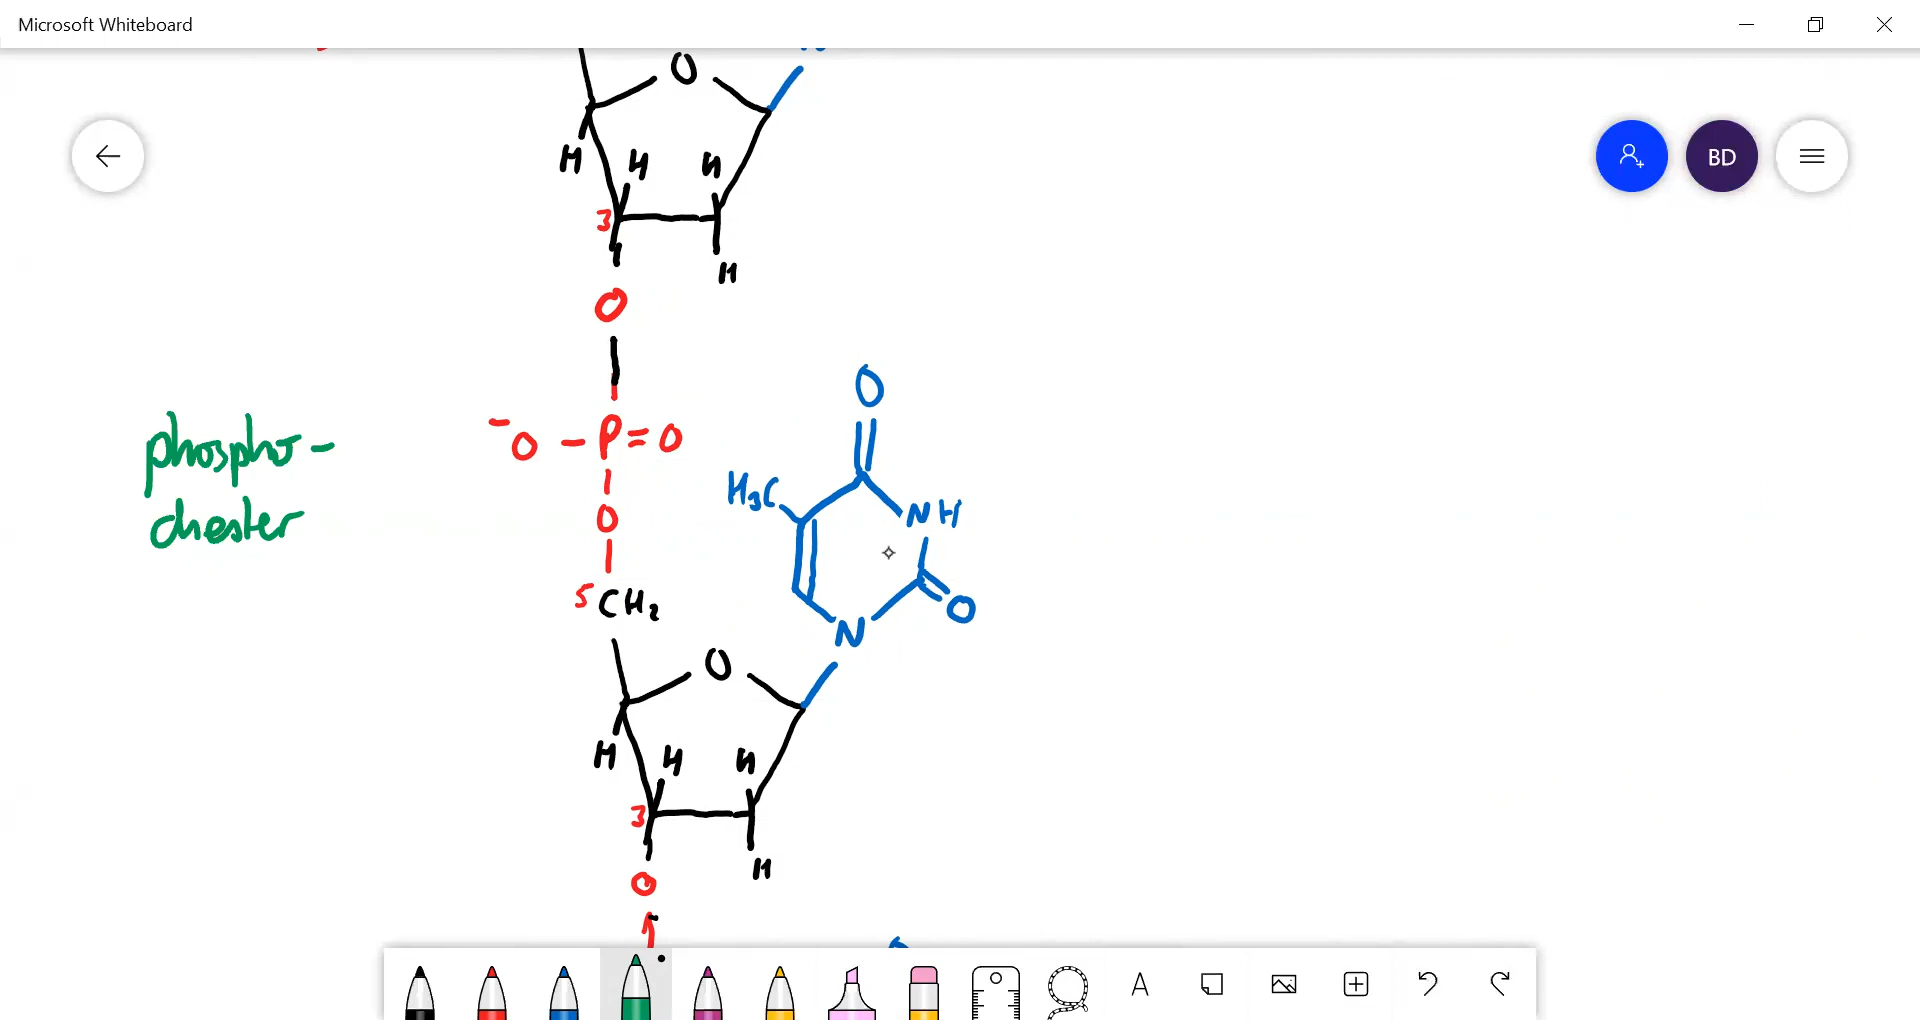 Microsoft Whiteboard
O
H H H
3
H
O
O
⁻O - P = O
H₃C
NH
phospho-
diester
O
5 CH₂
O
N
O
H H H
3
H
O
BD
A